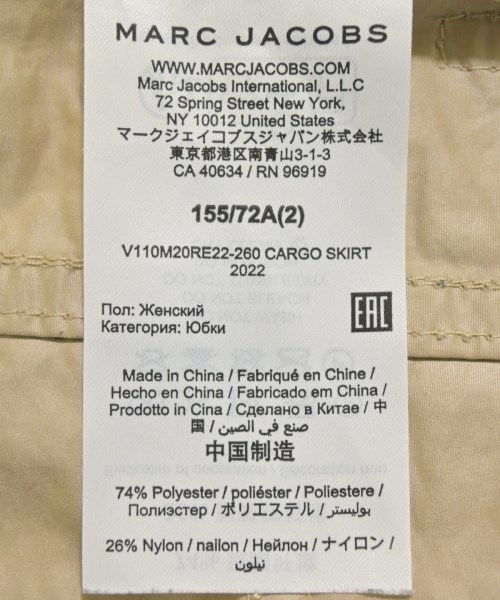 MARC JACOBS
WWW.MARCJACOBS.COM
Marc Jacobs International, L.L.C
72 Spring Street New York,
NY 10012 United States
マークジェイコブスジャパン株式会社
東京都港区南青山3-1-3
CA 40634 / RN 96919
155/72A(2)
V110M20RE22-260 CARGO SKIRT
2022
Пол: Женский
Категория: Юбки
EAC
Made in China / Fabriqué en Chine /
Hecho en China / Fabricado em China /
Prodotto in Cina / Сделано в Китае / 中
国 / صنع في الصين /
中国制造
74% Polyester / poliéster / Poliestere /
Полиэстер / ポリエステル / بوليستر /
26% Nylon / nailon / Нейлон / ナイロン /
نيلون